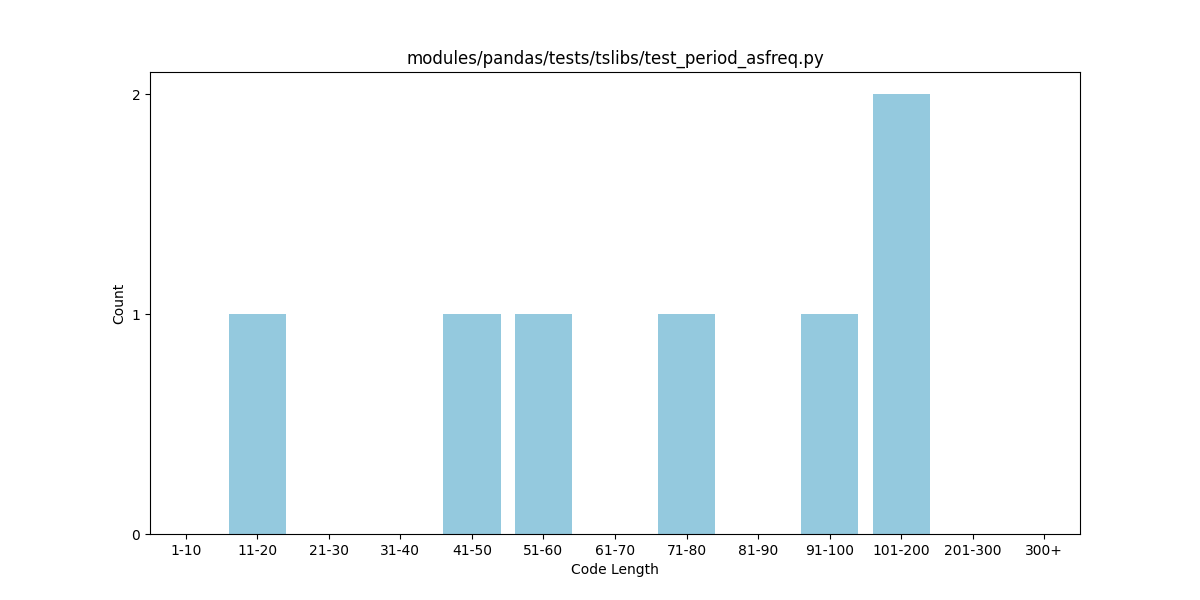 modules/pandas/tests/tslibs/test_period_asfreq.py
Count
2
1
0
1-10 11-20 21-30 31-40 41-50 51-60 61-70 71-80 81-90 91-100 101-200 201-300 300+
Code Length